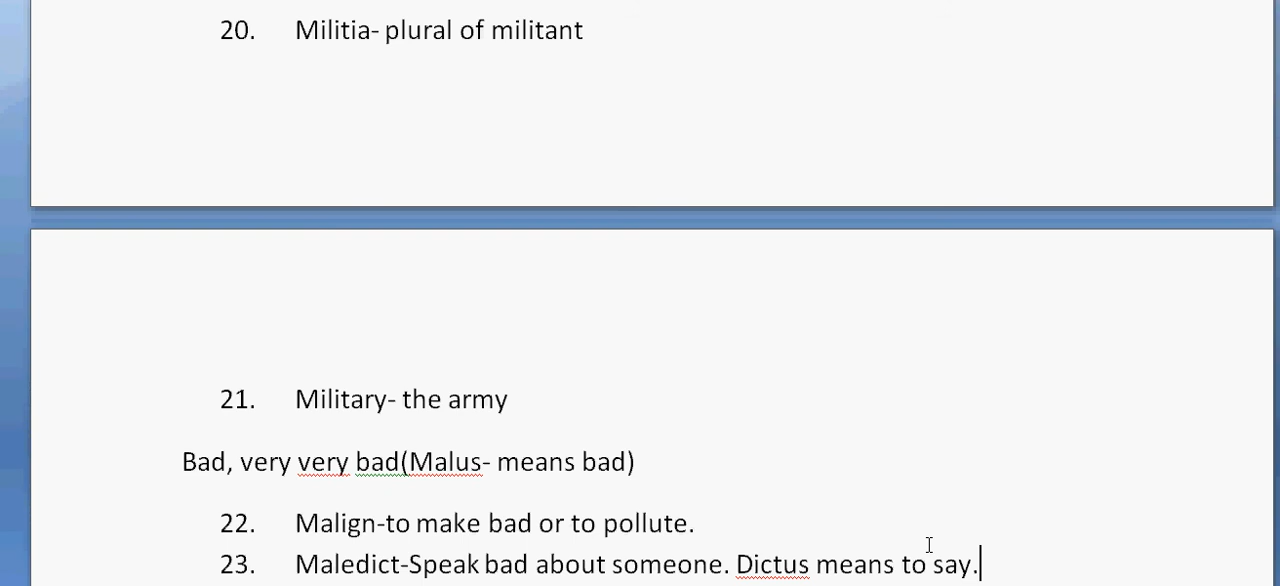 20. Militia- plural of militant
21. Military- the army
Bad, very very bad(Malus- means bad)
22. Malign-to make bad or to pollute.
23. Maledict-Speak bad about someone. Dictus means to say.